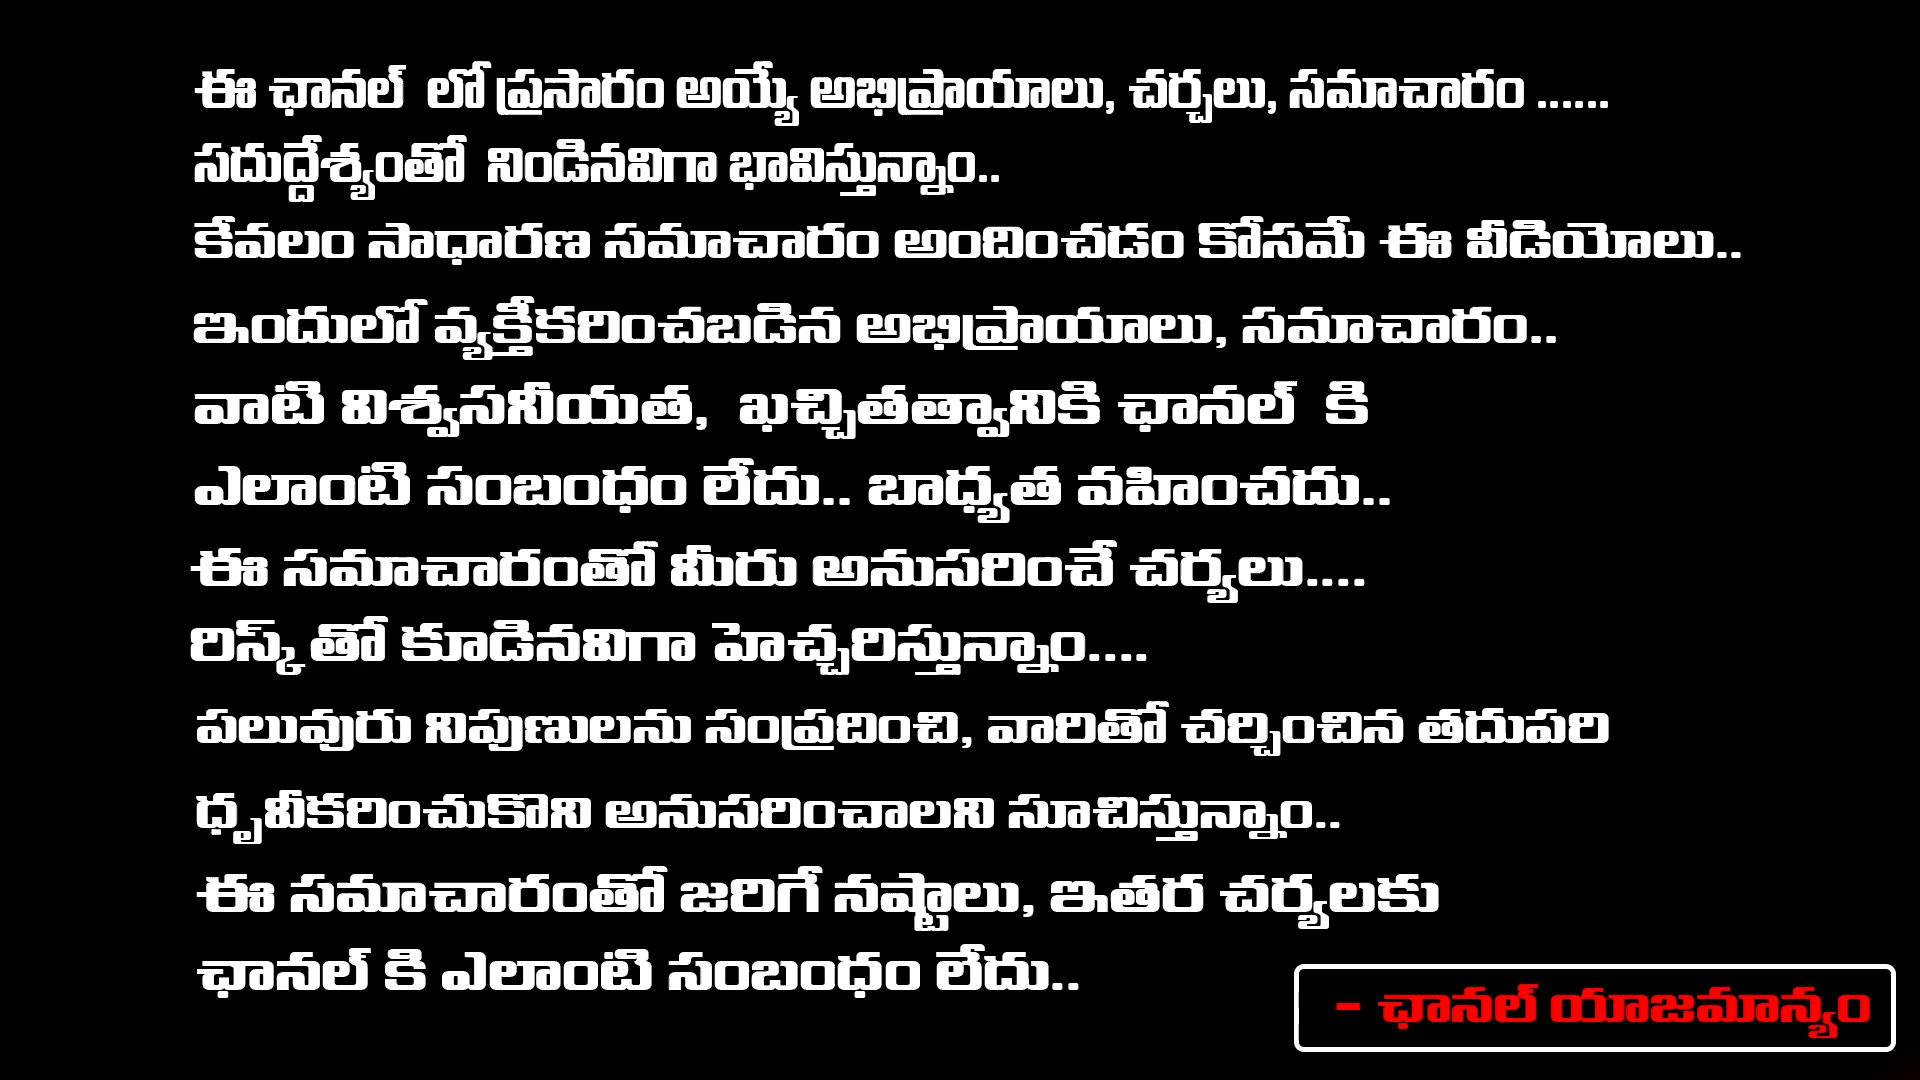 ఈ ఛానల్ లో ప్రసారం అయ్యే అభిప్రాయాలు, చర్చలు, సమాచారం ......
సదుద్దేశ్యంతో నిండినవిగా భావిస్తున్నాం..
కేవలం సాధారణ సమాచారం అందించడం కోసమే ఈ వీడియోలు..
ఇందులో వ్యక్తీకరించబడిన అభిప్రాయాలు, సమాచారం..
వాటి విశ్వసనీయత, ఖచ్చితత్వానికి ఛానల్ కి
ఎలాంటి సంబంధం లేదు.. బాధ్యత వహించదు..
ఈ సమాచారంతో మీరు అనుసరించే చర్యలు....
రిస్క్ తో కూడినవిగా హెచ్చరిస్తున్నాం....
పలువురు నిపుణులను సంప్రదించి, వారితో చర్చించిన తదుపరి
ధృవీకరించుకొని అనుసరించాలని సూచిస్తున్నాం..
ఈ సమాచారంతో జరిగే నష్టాలు, ఇతర చర్యలకు
ఛానల్ కి ఎలాంటి సంబంధం లేదు..
- ఛానల్ యాజమాన్యం